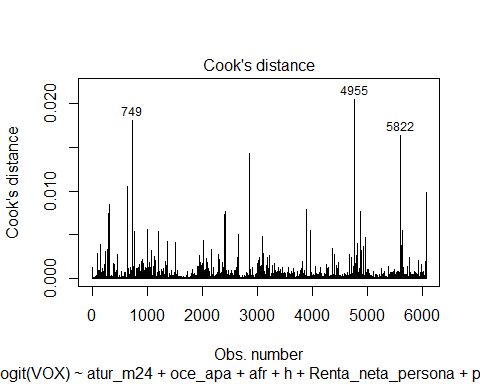 Cook's distance
4955
749
5822
0.020
0.010
0.000
Cook's distance
0 1000 2000 3000 4000 5000 6000
Obs. number
ogit(VOX) ~ atur_m24 + oce_apa + afr + h + Renta_neta_persona + p